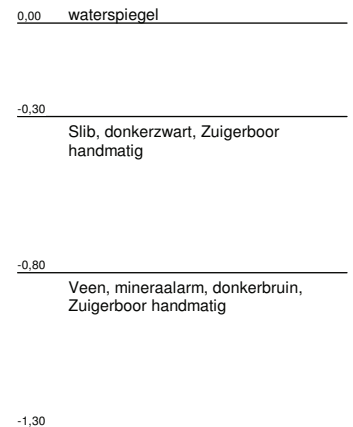 0,00 waterspiegel
-0,30
Slib, donkerzwart, Zuigerboor
handmatig
-0,80
Veen, mineraalarm, donkerbruin,
Zuigerboor handmatig
-1,30